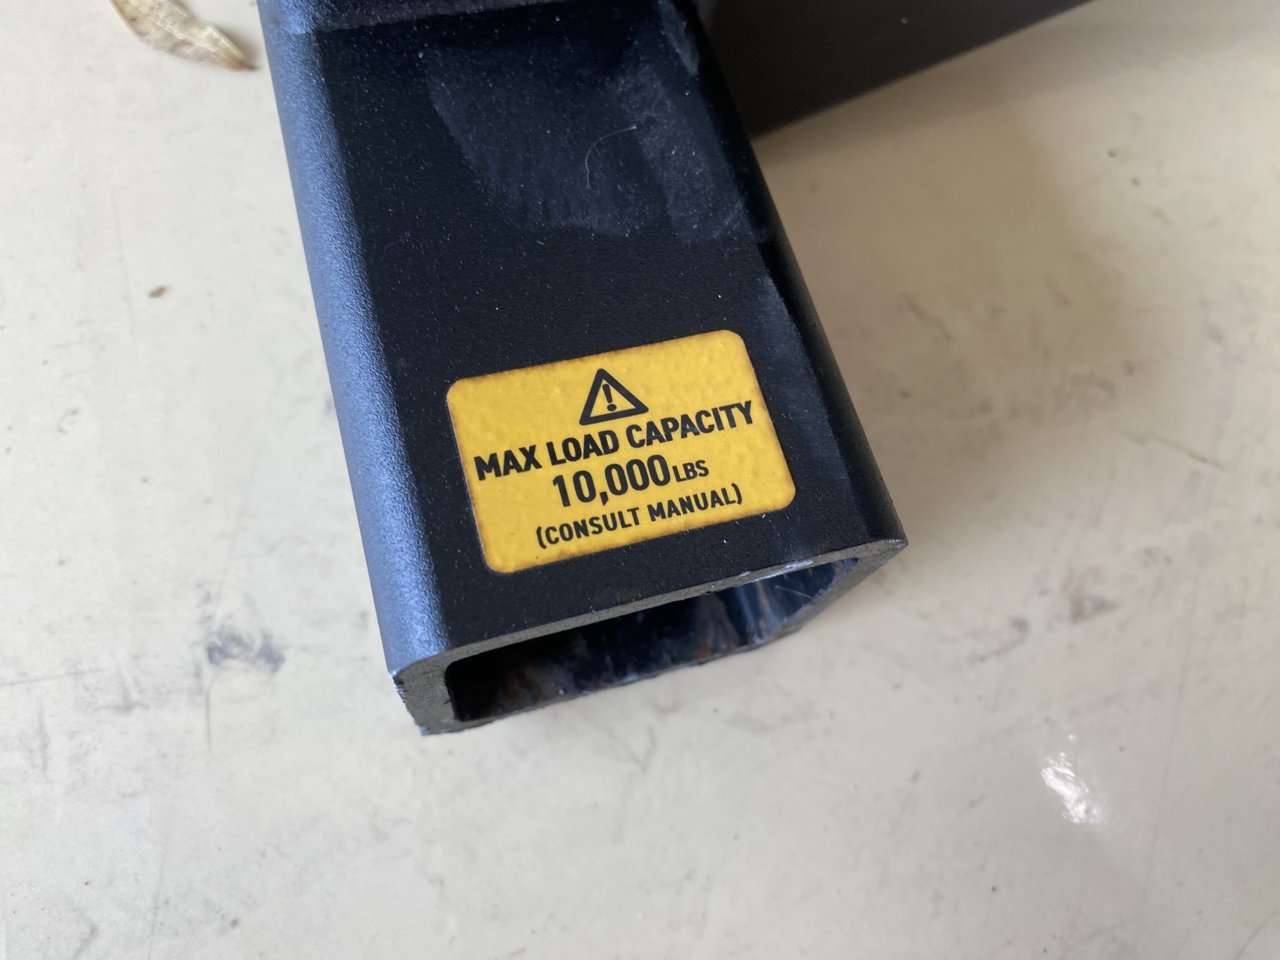 MAX LOAD CAPACITY
10,000 LBS
(CONSULT MANUAL)